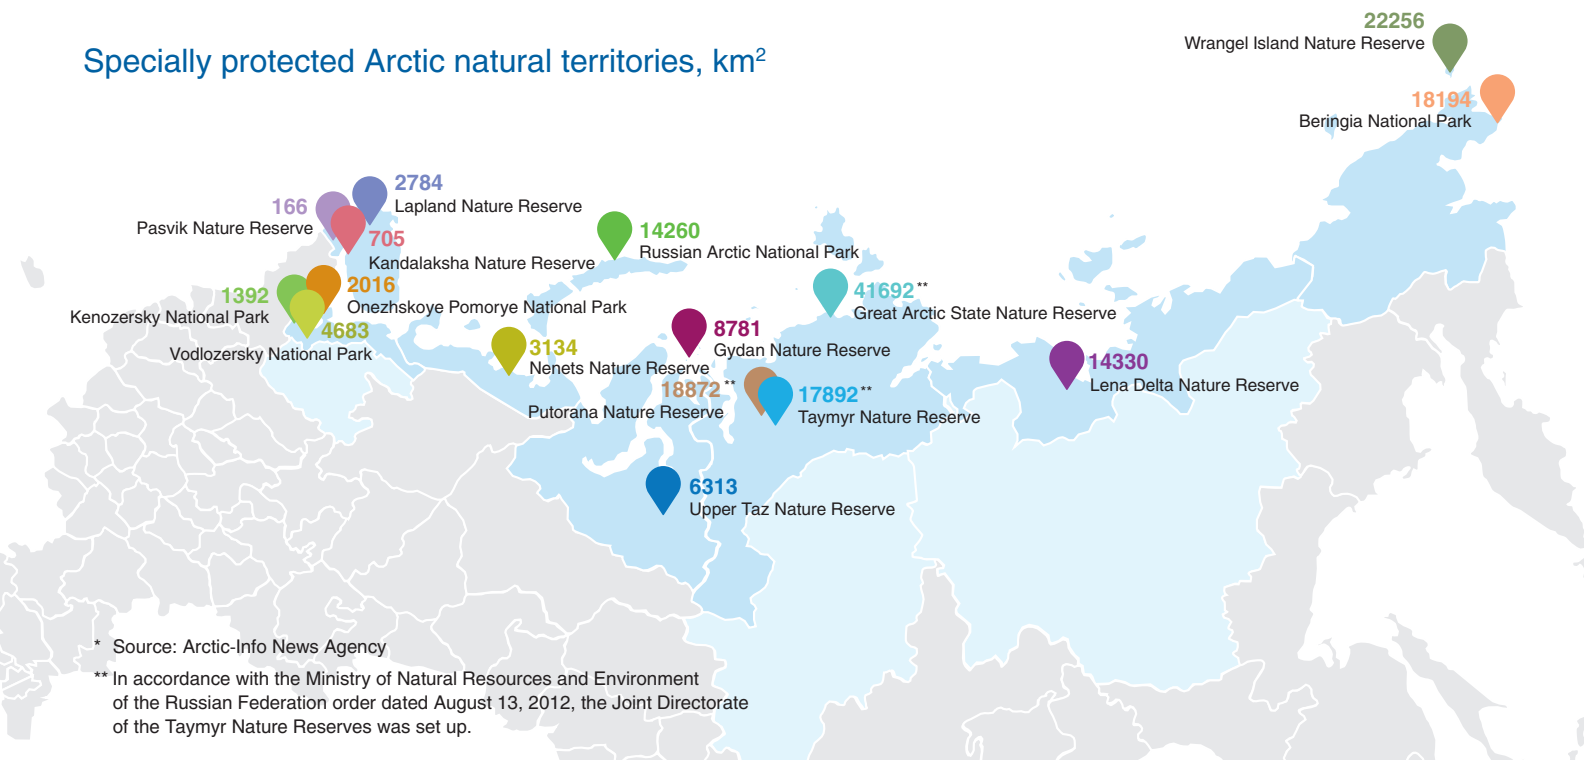 Specially protected Arctic natural territories, km²
22256
Wrangel Island Nature Reserve
18194
Beringia National Park
2784
Lapland Nature Reserve
166
Pasvik Nature Reserve
705
Kandalaksha Nature Reserve
14260
Russian Arctic National Park
2016
Onezhskoye Pomorye National Park
1392
Kenozersky National Park
4683
Vodlozersky National Park
41692**
Great Arctic State Nature Reserve
8781
Gydan Nature Reserve
3134
Nenets Nature Reserve
18872**
Putorana Nature Reserve
17892**
Taymyr Nature Reserve
14330
Lena Delta Nature Reserve
6313
Upper Taz Nature Reserve
* Source: Arctic-Info News Agency
** In accordance with the Ministry of Natural Resources and Environment
of the Russian Federation order dated August 13, 2012, the Joint Directorate
of the Taymyr Nature Reserves was set up.